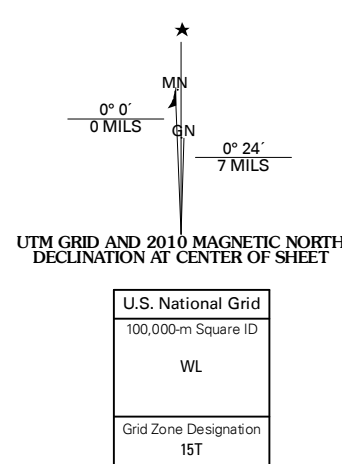 ★
MN
0° 0´
0 MILS
GN
0° 24´
7 MILS
UTM GRID AND 2010 MAGNETIC NORTH
DECLINATION AT CENTER OF SHEET
U.S. National Grid
100,000-m Square ID
WL
Grid Zone Designation
15T